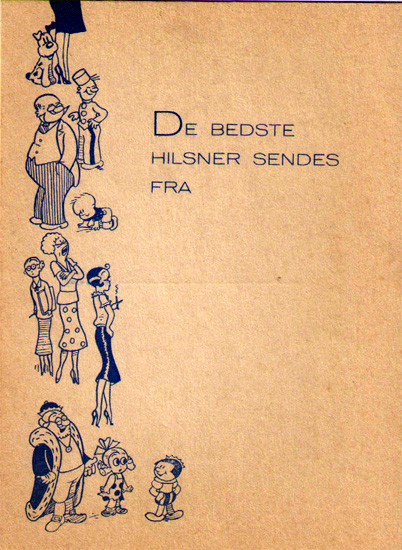 DE BEDSTE
HILSNER SENDES
FRA